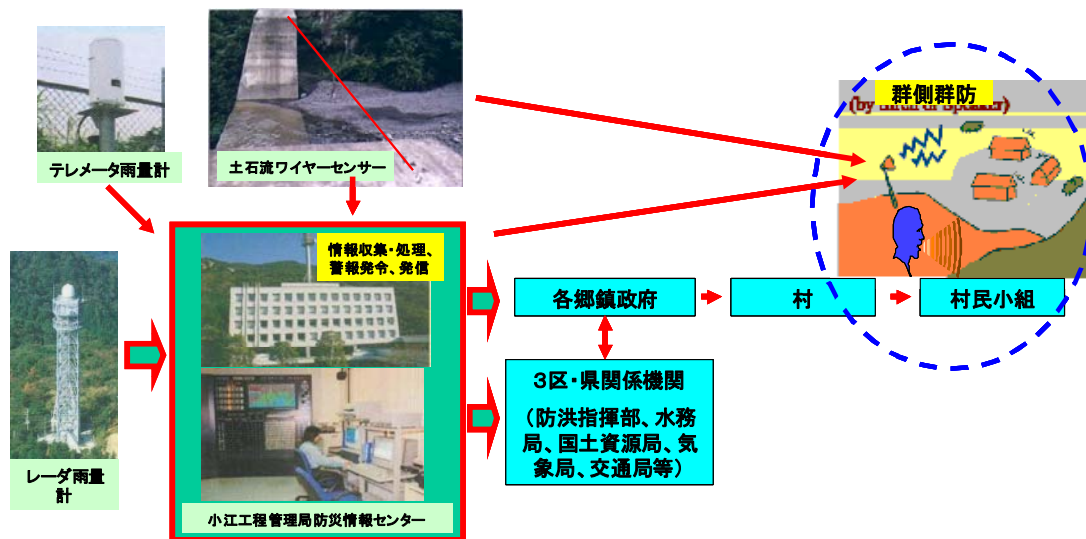 群側群防
(by siren or Speaker)
テレメータ雨量計
土石流ワイヤーセンサー
情報収集・処理、
警報発令、発信
各郷鎮政府
村
村民小組
3区・県関係機関
(防洪指揮部、水務
局、国土資源局、気
象局、交通局等)
レーダ雨量
計
小江工程管理局防災情報センター